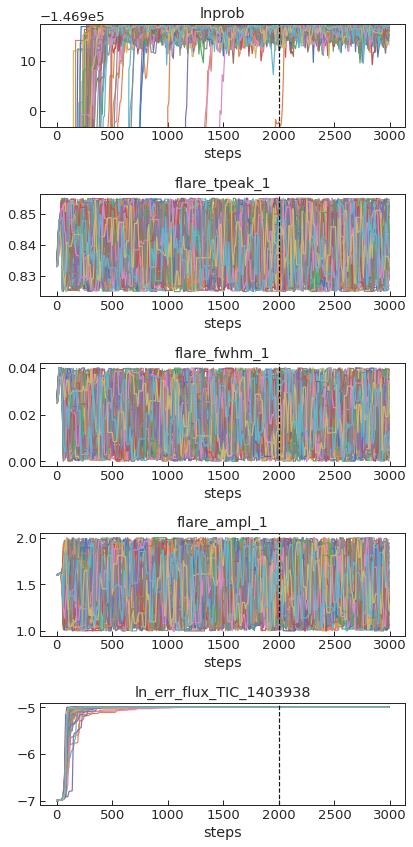 −1.469e5
lnprob
10
0
0 500 1000 1500 2000 2500 3000
steps
flare_tpeak_1
0.85
0.84
0.83
0 500 1000 1500 2000 2500 3000
steps
flare_fwhm_1
0.04
0.02
0.00
0 500 1000 1500 2000 2500 3000
steps
flare_ampl_1
2.0
1.5
1.0
0 500 1000 1500 2000 2500 3000
steps
ln_err_flux_TIC_1403938
−5
−6
−7
0 500 1000 1500 2000 2500 3000
steps